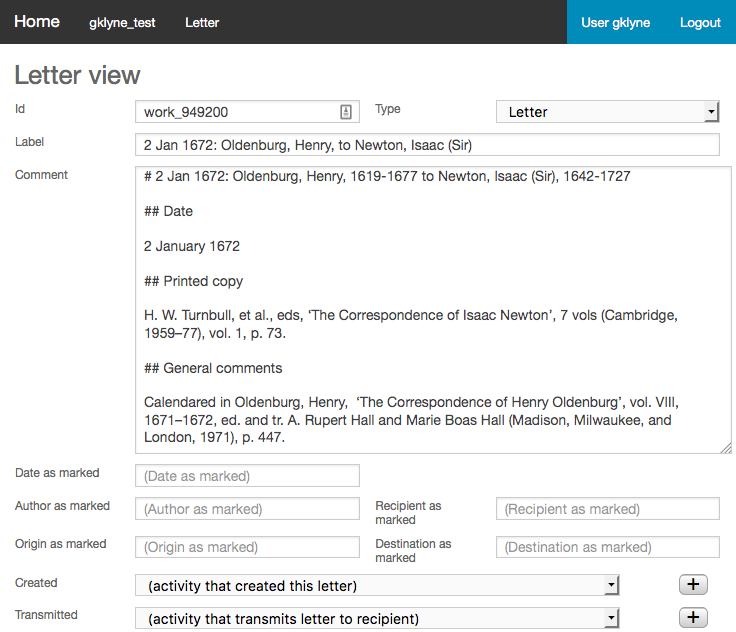 Home gklyne_test Letter User gklyne Logout
Letter view
Id work_949200 Type Letter
Label 2 Jan 1672: Oldenburg, Henry, to Newton, Isaac (Sir)
Comment # 2 Jan 1672: Oldenburg, Henry, 1619-1677 to Newton, Isaac (Sir), 1642-1727
## Date
2 January 1672
## Printed copy
H. W. Turnbull, et al., eds, ‘The Correspondence of Isaac Newton’, 7 vols (Cambridge,
1959–77), vol. 1, p. 73.
## General comments
Calendared in Oldenburg, Henry, ‘The Correspondence of Henry Oldenburg’, vol. VIII,
1671–1672, ed. and tr. A. Rupert Hall and Marie Boas Hall (Madison, Milwaukee, and
London, 1971), p. 447.
Date as marked (Date as marked)
Author as marked (Author as marked) Recipient as marked (Recipient as marked)
Origin as marked (Origin as marked) Destination as marked (Destination as marked)
Created (activity that created this letter) +
Transmitted (activity that transmits letter to recipient) +